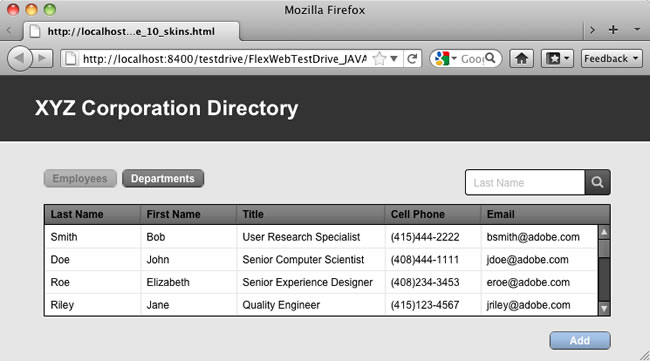 Mozilla Firefox
http://localhost...e_10_skins.html
http://localhost:8400/testdrive/FlexWebTestDrive_JAVA
Goo
Feedback
XYZ Corporation Directory
Employees Departments Last Name
Last Name First Name Title Cell Phone Email
Smith Bob User Research Specialist (415)444-2222 bsmith@adobe.com
Doe John Senior Computer Scientist (408)444-1111 jdoe@adobe.com
Roe Elizabeth Senior Experience Designer (408)234-3453 eroe@adobe.com
Riley Jane Quality Engineer (415)123-4567 jriley@adobe.com
Add